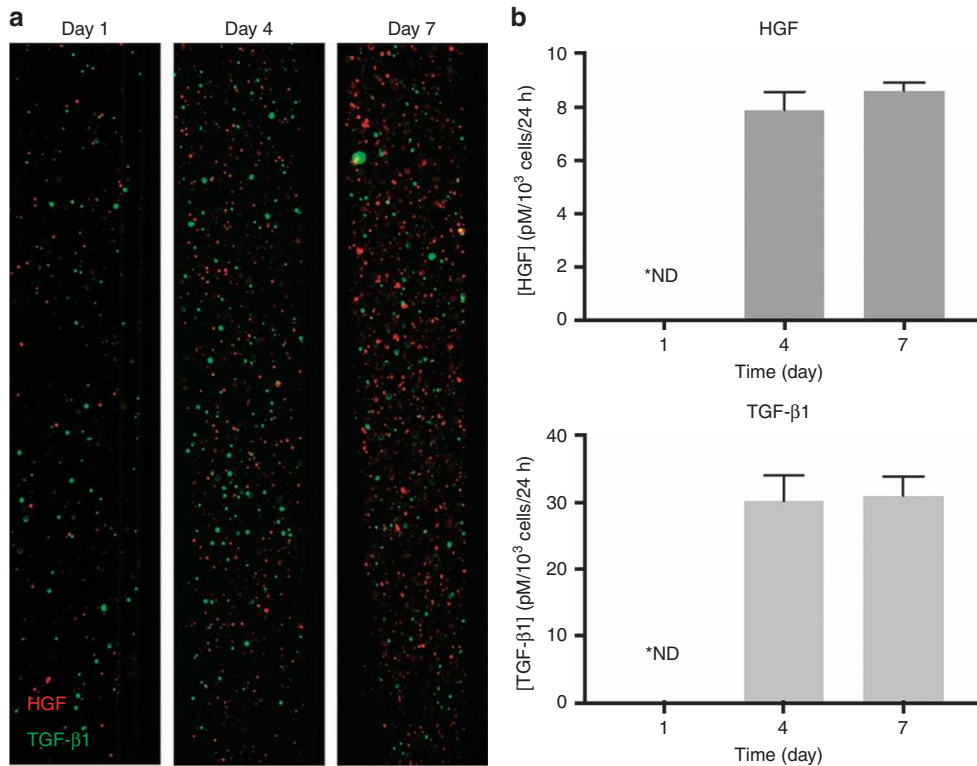 a
Day 1
Day 4
Day 7
HGF
TGF-β1
b
HGF
[HGF] (pM/10³ cells/24 h)
10
8
6
4
2
0
*ND
1
4
7
Time (day)
TGF-β1
[TGF-β1] (pM/10³ cells/24 h)
40
30
20
10
0
*ND
1
4
7
Time (day)